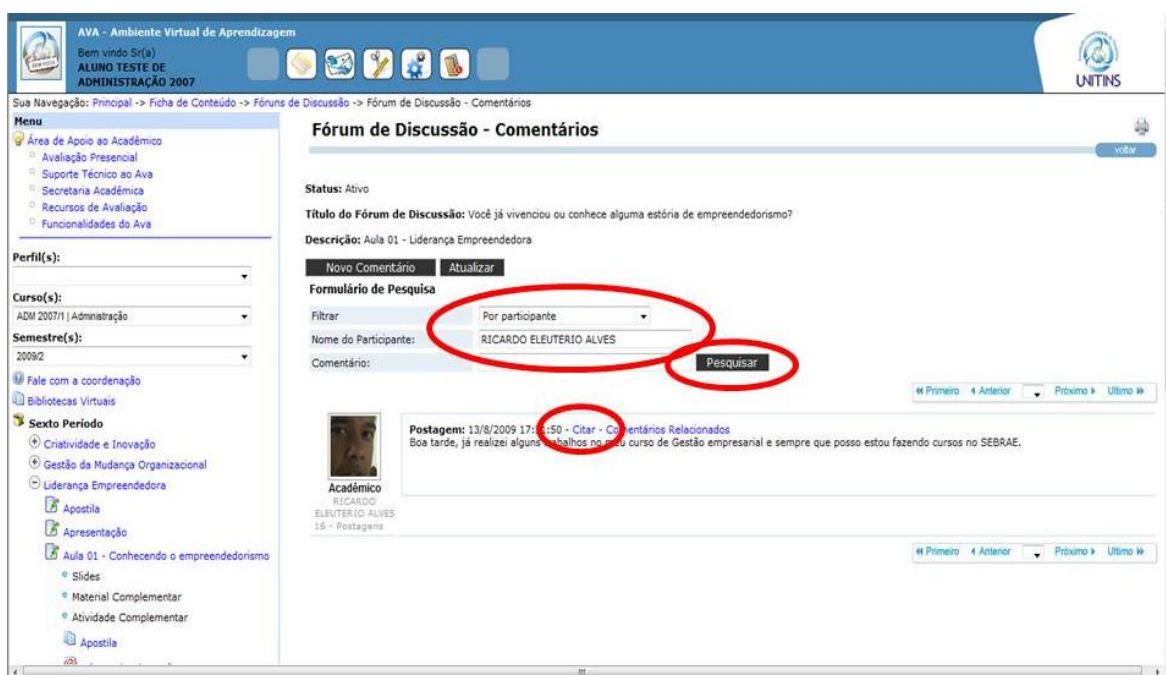 AVA - Ambiente Virtual de Aprendizagem
Bem vindo Sr(a)
ALUNO TESTE DE
ADMINISTRAÇÃO 2007
UNITINS
Sua Navegação: Principal -> Ficha de Conteúdo -> Fóruns de Discussão -> Fórum de Discussão - Comentários
Menu
Área de Apoio ao Acadêmico
Avaliação Presencial
Suporte Técnico ao Ava
Secretaria Acadêmica
Recursos de Avaliação
Funcionalidades do Ava
Perfil(s):
Curso(s):
ADM 2007/1 | Administração
Semestre(s):
2009/2
Fale com a coordenação
Bibliotecas Virtuais
Sexto Período
Criatividade e Inovação
Gestão da Mudança Organizacional
Liderança Empreendedora
Apostila
Apresentação
Aula 01 - Conhecendo o empreendedorismo
Slides
Material Complementar
Atividade Complementar
Apostila
Fórum de Discussão - Comentários
voltar
Status: Ativo
Título do Fórum de Discussão: Você já vivenciou ou conhece alguma estória de empreendedorismo?
Descrição: Aula 01 - Liderança Empreendedora
Novo Comentário Atualizar
Formulário de Pesquisa
Filtrar Por participante
Nome do Participante: RICARDO ELEUTERIO ALVES
Comentário: Pesquisar
Primeiro Anterior Próximo Ultimo
Postagem: 13/8/2009 - Citar - Comentários Relacionados
Boa tarde, já realizei alguns trabalhos no meu curso de Gestão empresarial e sempre que posso estou fazendo cursos no SEBRAE.
Acadêmico
RICARDO
ELEUTERIO ALVES
16 - Postagens
Primeiro Anterior Próximo Ultimo